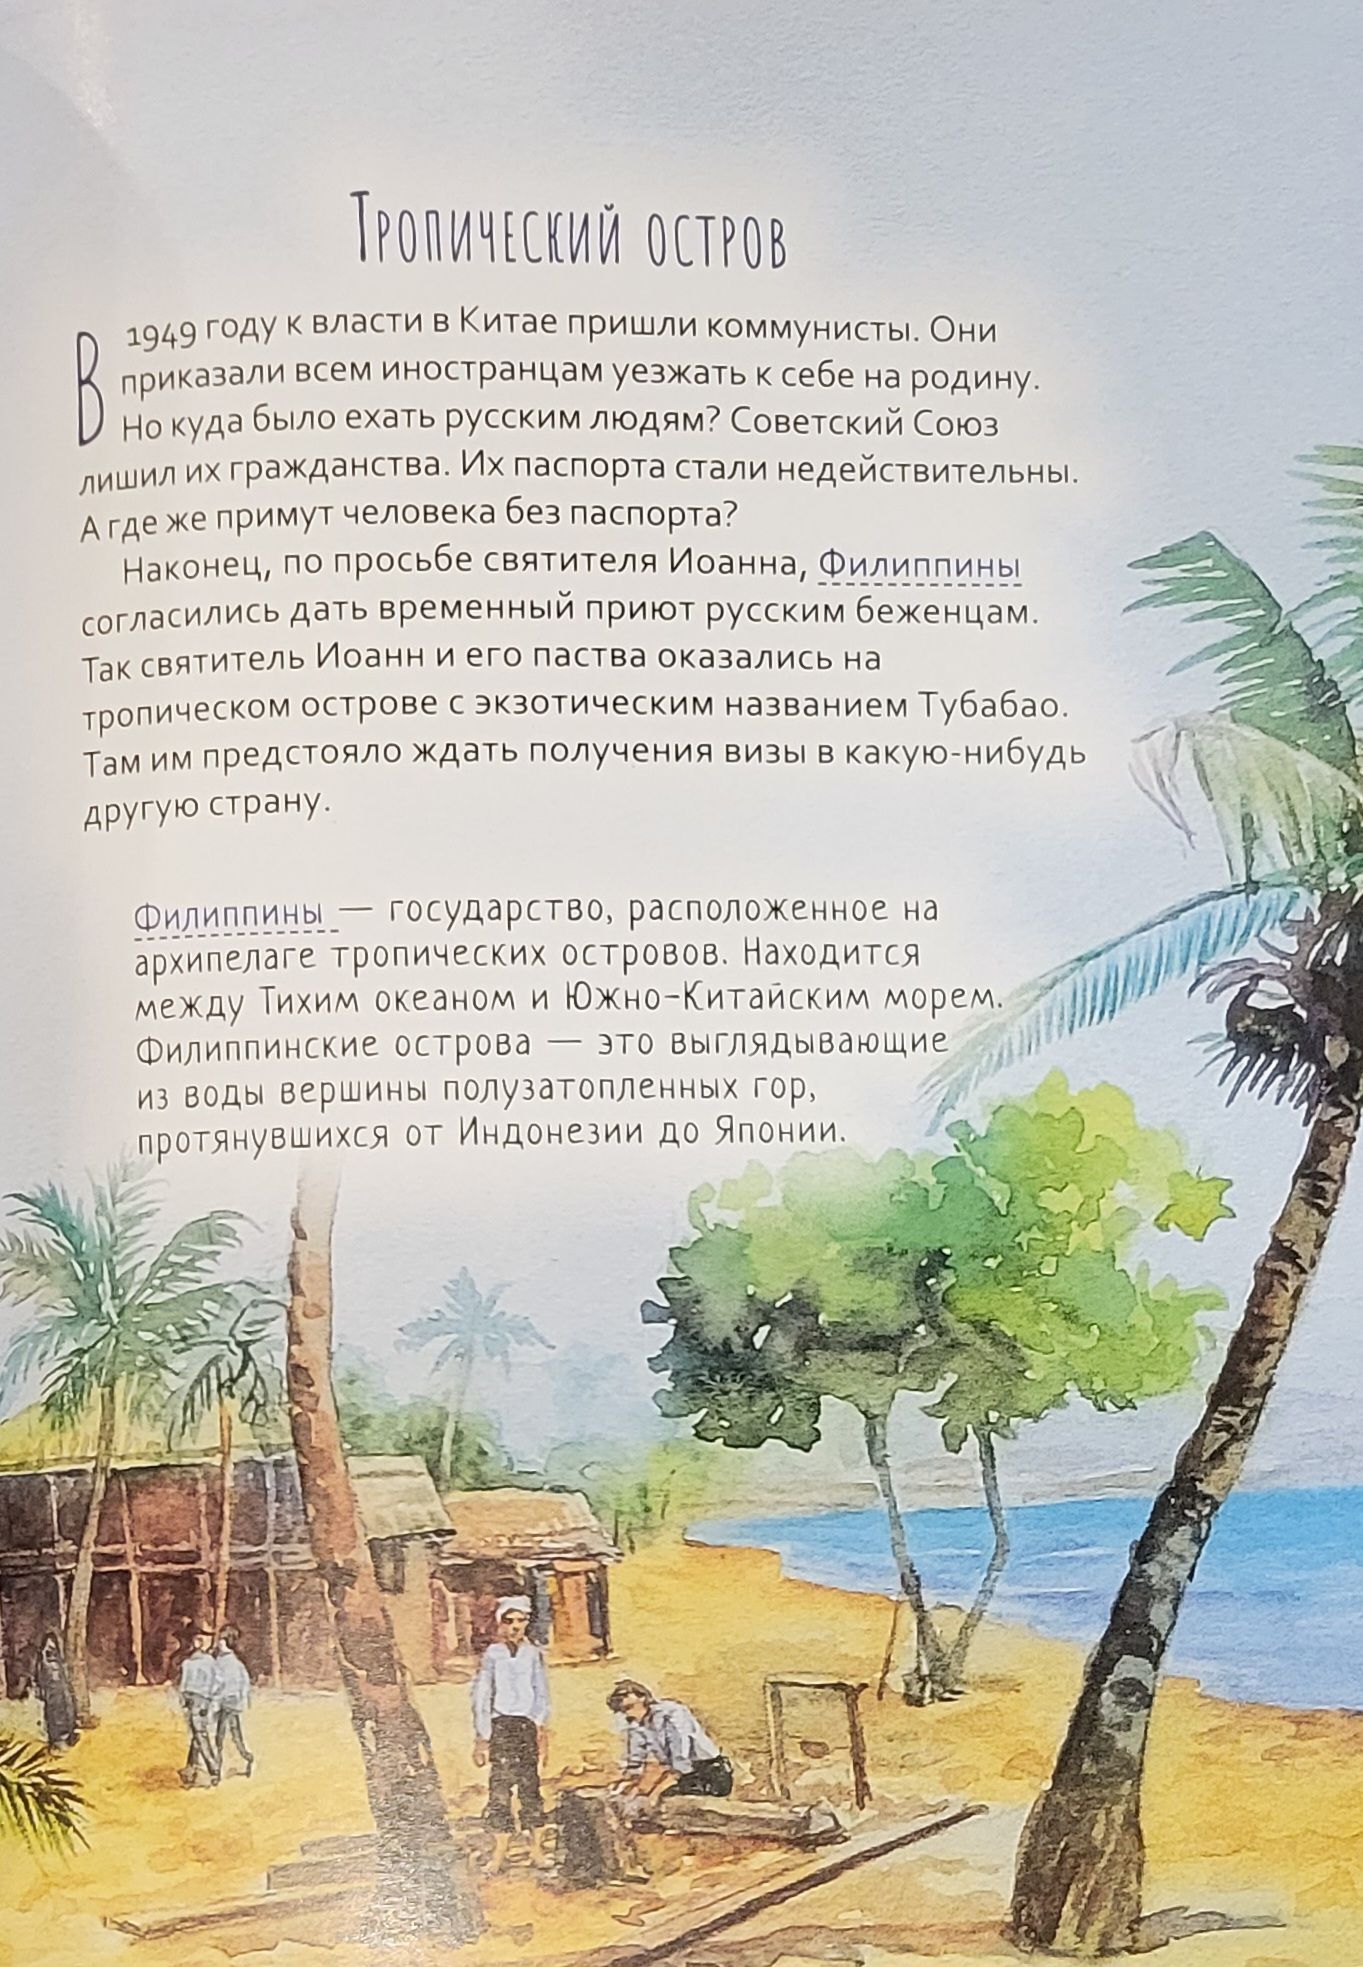 Тропический остров
В 1949 году к власти в Китае пришли коммунисты. Они
приказали всем иностранцам уезжать к себе на родину.
Но куда было ехать русским людям? Советский Союз
лишил их гражданства. Их паспорта стали недействительны.
А где же примут человека без паспорта?
Наконец, по просьбе святителя Иоанна, Филиппины
согласились дать временный приют русским беженцам.
Так святитель Иоанн и его паства оказались на
тропическом острове с экзотическим названием Тубабао.
Там им предстояло ждать получения визы в какую-нибудь
другую страну.
Филиппины — государство, расположенное на
архипелаге тропических островов. Находится
между Тихим океаном и Южно-Китайским морем.
Филиппинские острова — это выглядывающие
из воды вершины полузатопленных гор,
протянувшихся от Индонезии до Японии.